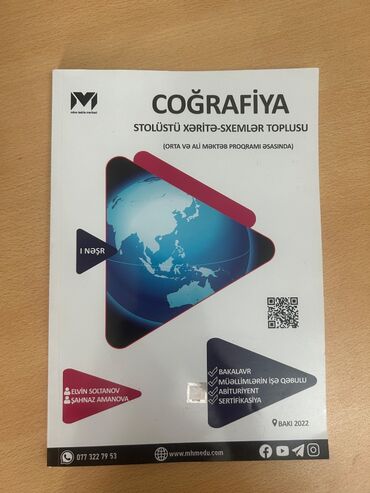 COĞRAFİYA
STOLÜSTÜ XƏRİTƏ-SXEMLƏR TOPLUSU
(ORTA VƏ ALİ MƏKTƏB PROQRAMI ƏSASINDA)
I NƏŞR
ELVİN SOLTANOV
ŞAHNAZ AMANOVA
BAKALAVR
MÜƏLLİMLƏRİN İŞƏ QƏBULU
ABİTURİYENT
SERTİFİKASİYA
BAKI 2022
077 322 79 53
www.mhmedu.com